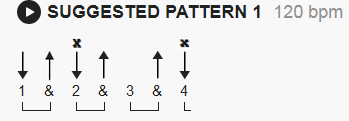 SUGGESTED PATTERN 1 120 bpm
x x
1 & 2 & 3 & 4